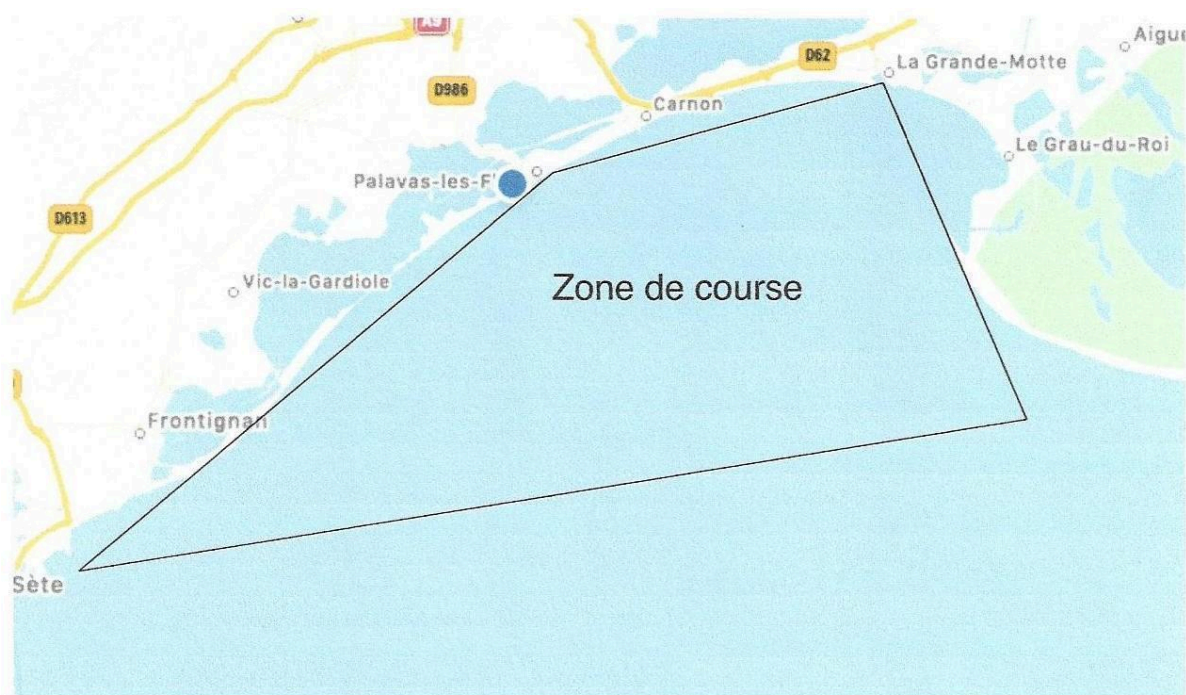 A9
Aigu
D62
La Grande-Motte
D986
Carnon
Le Grau-du-Roi
Palavas-les-F
D613
Vic-la-Gardiole
Zone de course
Frontignan
Sète